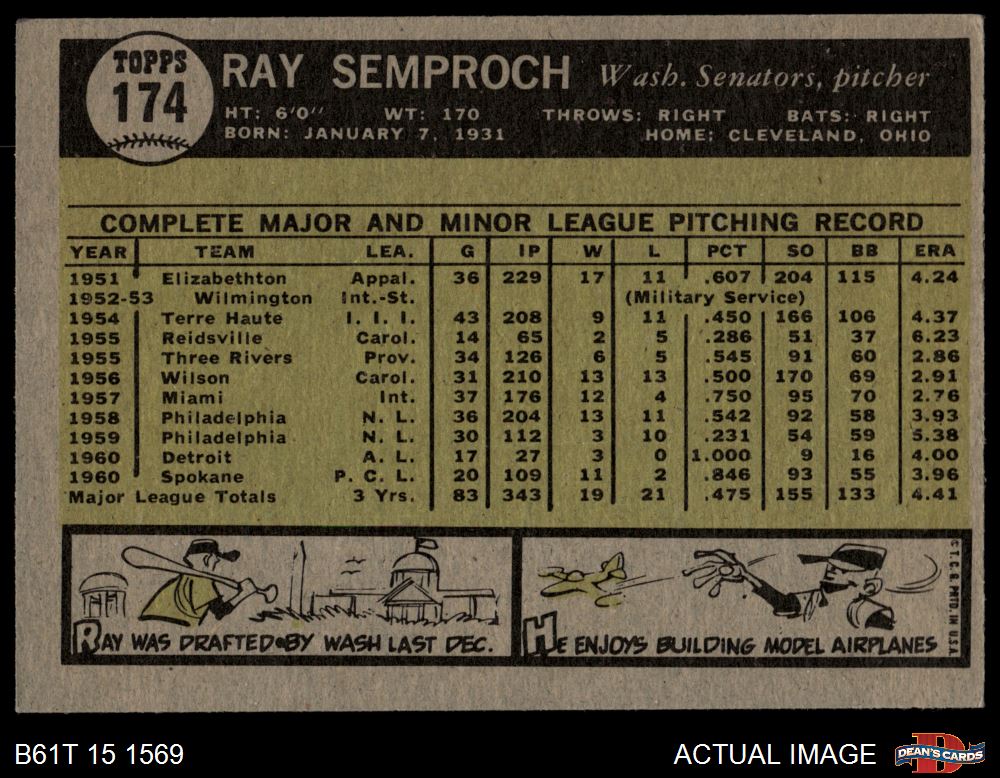 TOPPS
174
RAY SEMPROCH Wash. Senators, pitcher
HT: 6'0" WT: 170 THROWS: RIGHT BATS: RIGHT
BORN: JANUARY 7, 1931 HOME: CLEVELAND, OHIO
COMPLETE MAJOR AND MINOR LEAGUE PITCHING RECORD
YEAR TEAM LEA. G IP W L PCT SO BB ERA
1951 Elizabethton Appal. 36 229 17 11 .607 204 115 4.24
1952-53 Wilmington Int.-St. (Military Service)
1954 Terre Haute I. I. I. 43 208 9 11 .450 166 106 4.37
1955 Reidsville Carol. 14 65 2 5 .286 51 37 6.23
1955 Three Rivers Prov. 34 126 6 5 .545 91 60 2.86
1956 Wilson Carol. 31 210 13 13 .500 170 69 2.91
1957 Miami Int. 37 176 12 4 .750 95 70 2.76
1958 Philadelphia N. L. 36 204 13 11 .542 92 58 3.93
1959 Philadelphia N. L. 30 112 3 10 .231 54 59 5.38
1960 Detroit A. L. 17 27 3 0 1.000 9 16 4.00
1960 Spokane P. C. L. 20 109 11 2 .846 93 55 3.96
Major League Totals 3 Yrs. 83 343 19 21 .475 155 133 4.41
RAY WAS DRAFTED BY WASH LAST DEC.
HE ENJOYS BUILDING MODEL AIRPLANES
© T. C. G. PRTD. IN U.S.A.
B61T 15 1569
ACTUAL IMAGE
D
DEAN'S CARDS